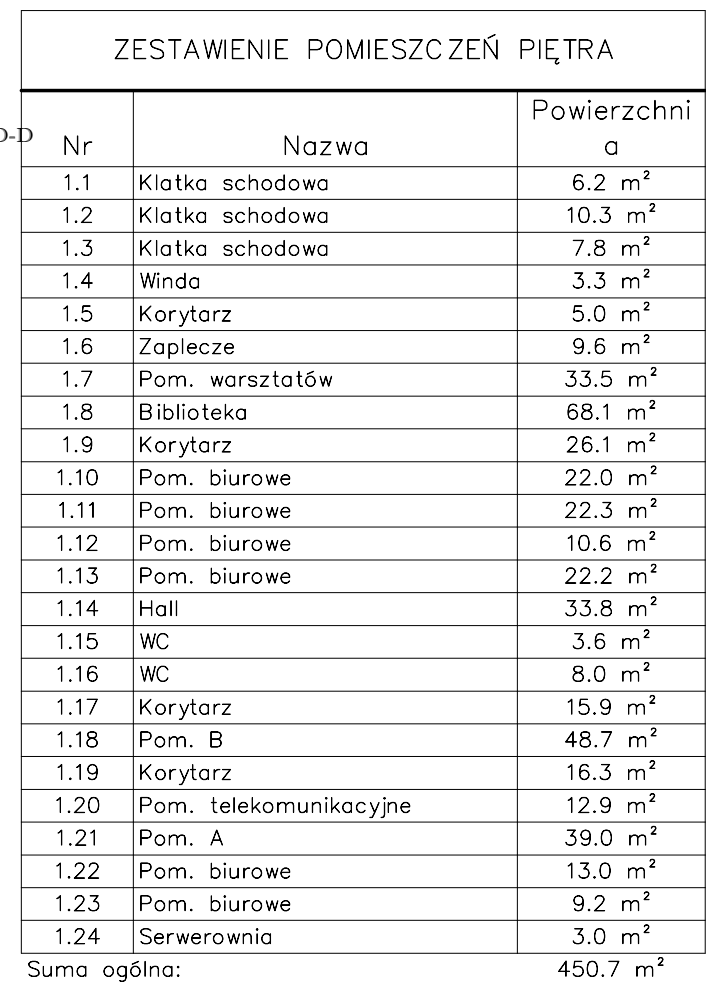 ZESTAWIENIE POMIESZCZEŃ PIĘTRA
D-D
Nr Nazwa Powierzchni
a
1.1 Klatka schodowa 6.2 m²
1.2 Klatka schodowa 10.3 m²
1.3 Klatka schodowa 7.8 m²
1.4 Winda 3.3 m²
1.5 Korytarz 5.0 m²
1.6 Zaplecze 9.6 m²
1.7 Pom. warsztatów 33.5 m²
1.8 Biblioteka 68.1 m²
1.9 Korytarz 26.1 m²
1.10 Pom. biurowe 22.0 m²
1.11 Pom. biurowe 22.3 m²
1.12 Pom. biurowe 10.6 m²
1.13 Pom. biurowe 22.2 m²
1.14 Hall 33.8 m²
1.15 WC 3.6 m²
1.16 WC 8.0 m²
1.17 Korytarz 15.9 m²
1.18 Pom. B 48.7 m²
1.19 Korytarz 16.3 m²
1.20 Pom. telekomunikacyjne 12.9 m²
1.21 Pom. A 39.0 m²
1.22 Pom. biurowe 13.0 m²
1.23 Pom. biurowe 9.2 m²
1.24 Serwerownia 3.0 m²
Suma ogólna: 450.7 m²